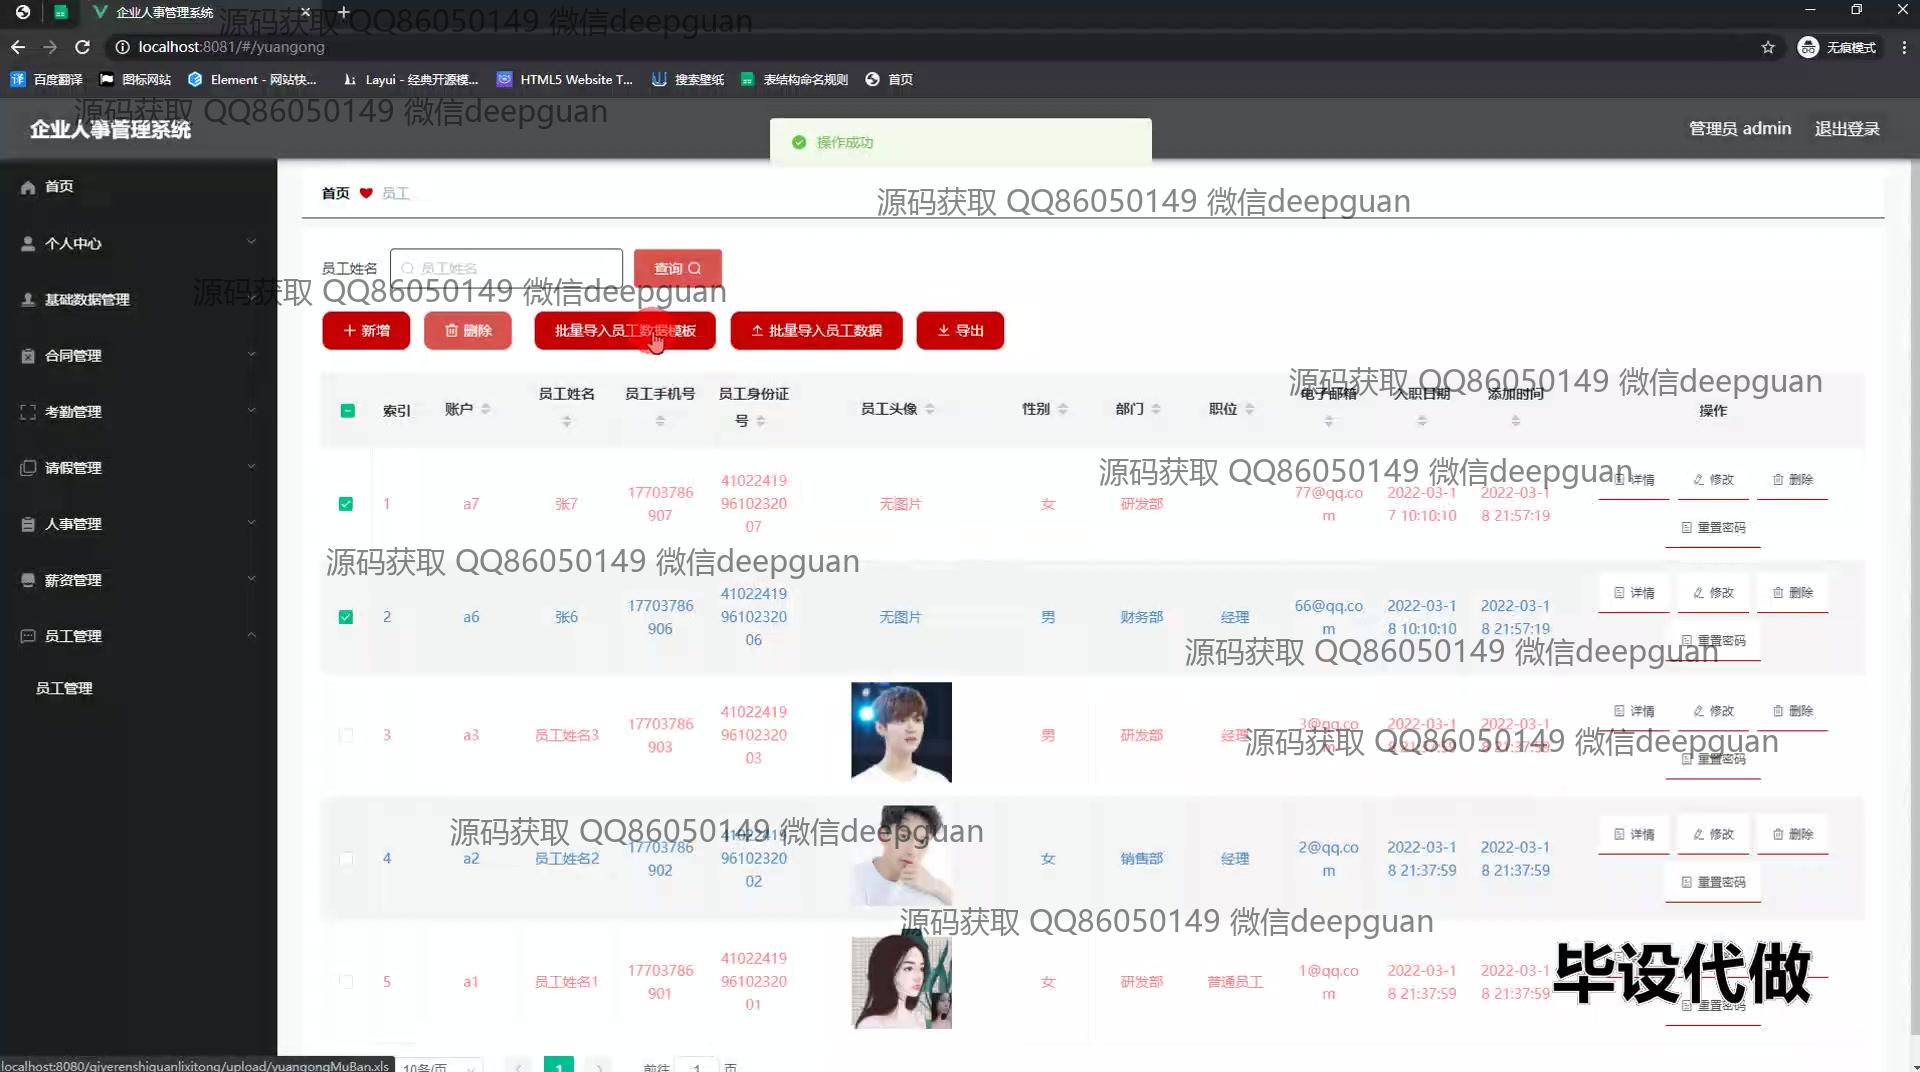 企业人事管理系统
localhost:8081/#/yuangong
无痕模式
百度翻译
图标网站
Element - 网站快...
Layui - 经典开源模...
HTML5 Website T...
搜索壁纸
表结构命名规则
首页
源码获取 QQ86050149 微信deepguan
源码获取 QQ86050149 微信deepguan
企业人事管理系统
操作成功
管理员 admin
退出登录
首页
个人中心
基础数据管理
合同管理
考勤管理
请假管理
人事管理
薪资管理
员工管理
员工管理
首页 员工
源码获取 QQ86050149 微信deepguan
员工姓名 员工姓名 查询
源码获取 QQ86050149 微信deepguan
新增 删除 批量导入员工数据模板 批量导入员工数据 导出
源码获取 QQ86050149 微信deepguan
索引 账户 员工姓名 员工手机号 员工身份证号 员工头像 性别 部门 职位 电子邮箱 入职日期 添加时间 操作
源码获取 QQ86050149 微信deepguan
1 a7 张7 17703786907 410224199610232007 无图片 女 研发部 77@qq.com 2022-03-17 10:10:10 2022-03-18 21:57:19 详情 修改 删除
重置密码
源码获取 QQ86050149 微信deepguan
2 a6 张6 17703786906 410224199610232006 无图片 男 财务部 经理 66@qq.com 2022-03-18 10:10:10 2022-03-18 21:57:19 详情 修改 删除
重置密码
源码获取 QQ86050149 微信deepguan
3 a3 员工姓名3 17703786903 410224199610232003 男 研发部 经理 3@qq.com 2022-03-18 21:37:59 2022-03-18 21:37:59 详情 修改 删除
重置密码
源码获取 QQ86050149 微信deepguan
源码获取 QQ86050149 微信deepguan
4 a2 员工姓名2 17703786902 410224199610232002 女 销售部 经理 2@qq.com 2022-03-18 21:37:59 2022-03-18 21:37:59 详情 修改 删除
重置密码
源码获取 QQ86050149 微信deepguan
5 a1 员工姓名1 17703786901 410224199610232001 女 研发部 普通员工 1@qq.com 2022-03-18 21:37:59 2022-03-18 21:37:59
重置密码
毕设代做
localhost:8080/qiyerenshiguanlixitong/upload/yuangongMuBan.xls
10条/页 1 前往 1 页